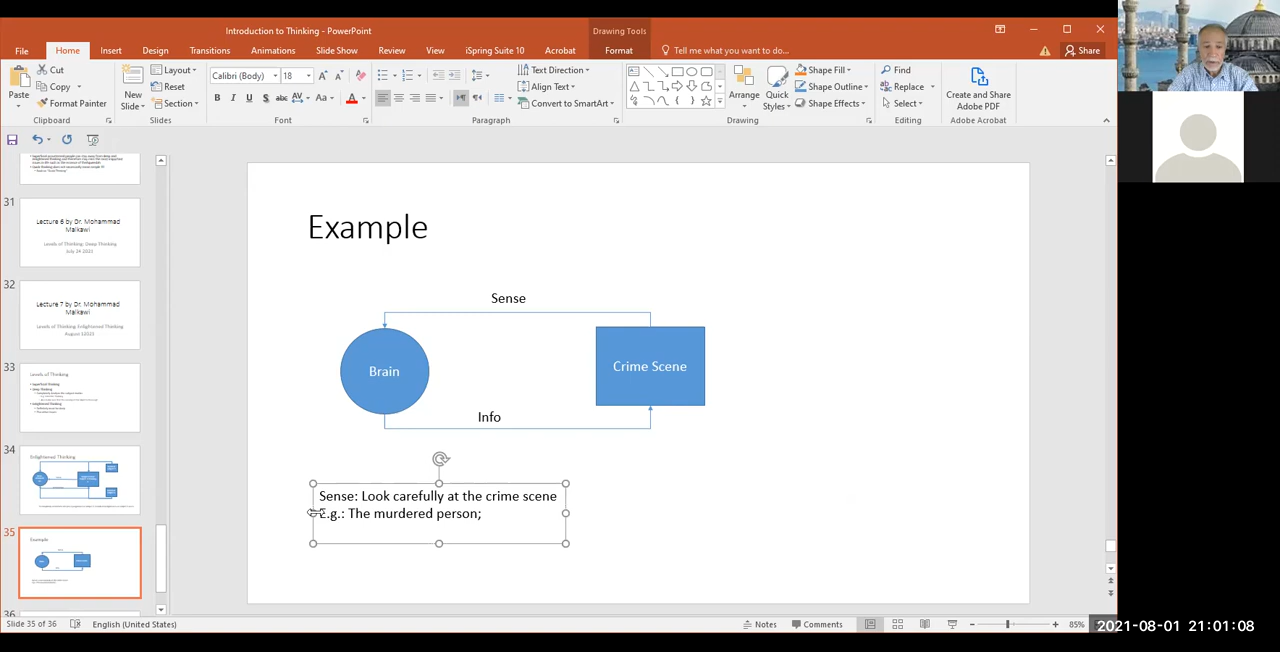 Introduction to Thinking - PowerPoint
Drawing Tools
File Home Insert Design Transitions Animations Slide Show Review View iSpring Suite 10 Acrobat Format Tell me what you want to do... Share
Paste
Cut
Copy
Format Painter
Clipboard
New Slide
Layout
Reset
Section
Slides
Calibri (Body) 18
B I U S abc AV Aa A
Font
Text Direction
Align Text
Convert to SmartArt
Paragraph
Arrange
Quick Styles
Shape Fill
Shape Outline
Shape Effects
Drawing
Find
Replace
Select
Editing
Create and Share Adobe PDF
Adobe Acrobat
31
Lecture 6 by Dr. Mohammad Malkawi
Levels of Thinking: Deep Thinking
July 24 2021
32
Lecture 7 by Dr. Mohammad Malkawi
Levels of Thinking: Enlightened Thinking
August 1 2021
33
Levels of Thinking
34
Enlightened Thinking
35
Example
36
Example
Sense
Brain
Crime Scene
Info
Sense: Look carefully at the crime scene
E.g.: The murdered person;
Slide 35 of 36 English (United States) Notes Comments 85%
2021-08-01 21:01:08